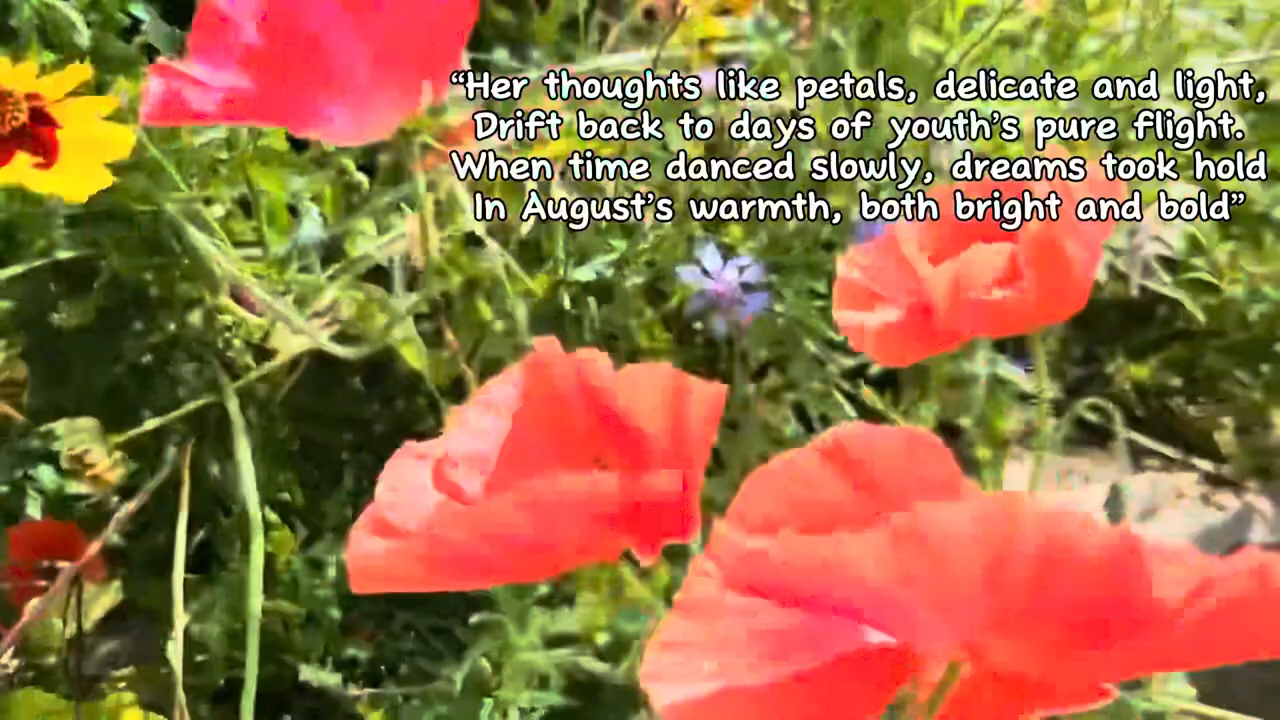 “Her thoughts like petals, delicate and light,
Drift back to days of youth’s pure flight.
When time danced slowly, dreams took hold
In August’s warmth, both bright and bold”